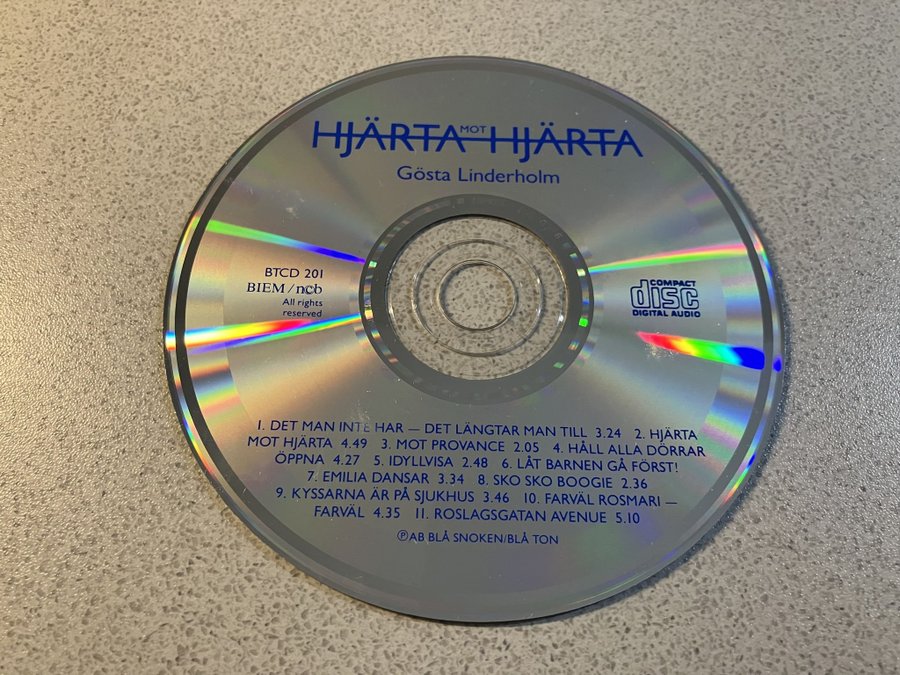 HJÄRTA MOT HJÄRTA
Gösta Linderholm
BTCD 201
BIEM/ncb
All rights
reserved
COMPACT
disc
DIGITAL AUDIO
1. DET MAN INTE HAR — DET LÄNGTAR MAN TILL 3.24 2. HJÄRTA
MOT HJÄRTA 4.49 3. MOT PROVANCE 2.05 4. HÅLL ALLA DÖRRAR
ÖPPNA 4.27 5. IDYLLVISA 2.48 6. LÅT BARNEN GÅ FÖRST!
7. EMILIA DANSAR 3.34 8. SKO SKO BOOGIE 2.36
9. KYSSARNA ÄR PÅ SJUKHUS 3.46 10. FARVÄL ROSMARI —
FARVÄL 4.35 11. ROSLAGSGATAN AVENUE 5.10
ⓟAB BLÅ SNOKEN/BLÅ TON